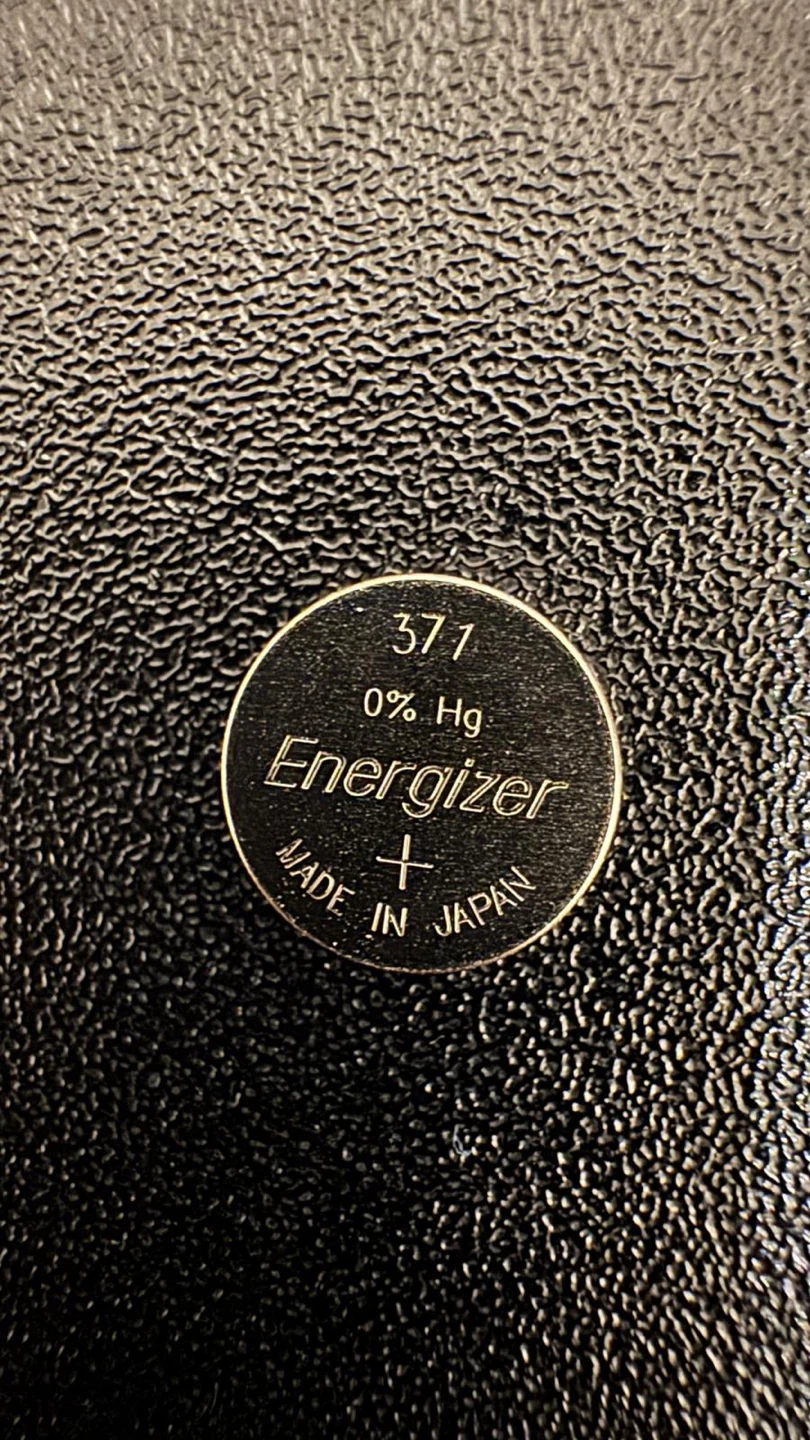 371
0% Hg
Energizer
+
MADE IN JAPAN